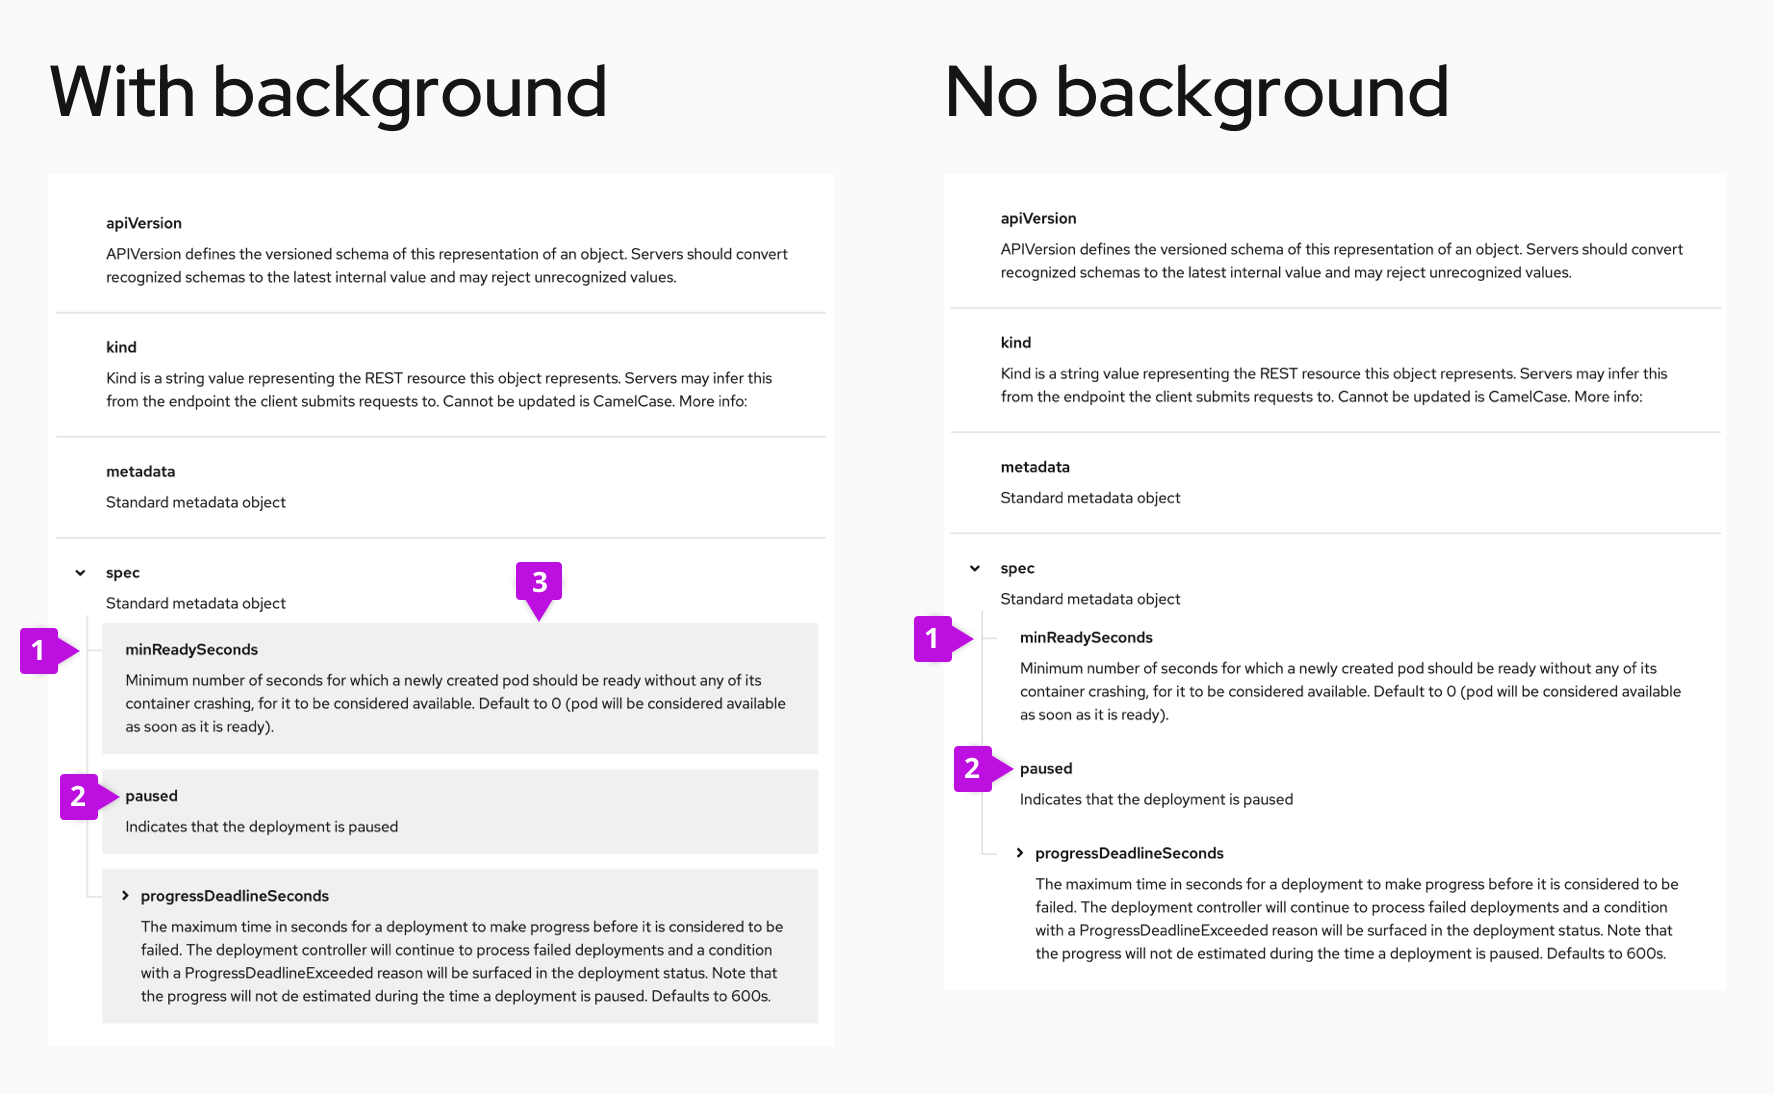 With background
apiVersion
APIVersion defines the versioned schema of this representation of an object. Servers should convert
recognized schemas to the latest internal value and may reject unrecognized values.
kind
Kind is a string value representing the REST resource this object represents. Servers may infer this
from the endpoint the client submits requests to. Cannot be updated is CamelCase. More info:
metadata
Standard metadata object
spec
3
Standard metadata object
1
minReadySeconds
Minimum number of seconds for which a newly created pod should be ready without any of its
container crashing, for it to be considered available. Default to 0 (pod will be considered available
as soon as it is ready).
2
paused
Indicates that the deployment is paused
progressDeadlineSeconds
The maximum time in seconds for a deployment to make progress before it is considered to be
failed. The deployment controller will continue to process failed deployments and a condition
with a ProgressDeadlineExceeded reason will be surfaced in the deployment status. Note that
the progress will not de estimated during the time a deployment is paused. Defaults to 600s.
No background
apiVersion
APIVersion defines the versioned schema of this representation of an object. Servers should convert
recognized schemas to the latest internal value and may reject unrecognized values.
kind
Kind is a string value representing the REST resource this object represents. Servers may infer this
from the endpoint the client submits requests to. Cannot be updated is CamelCase. More info:
metadata
Standard metadata object
spec
Standard metadata object
1
minReadySeconds
Minimum number of seconds for which a newly created pod should be ready without any of its
container crashing, for it to be considered available. Default to 0 (pod will be considered available
as soon as it is ready).
2
paused
Indicates that the deployment is paused
progressDeadlineSeconds
The maximum time in seconds for a deployment to make progress before it is considered to be
failed. The deployment controller will continue to process failed deployments and a condition
with a ProgressDeadlineExceeded reason will be surfaced in the deployment status. Note that
the progress will not de estimated during the time a deployment is paused. Defaults to 600s.